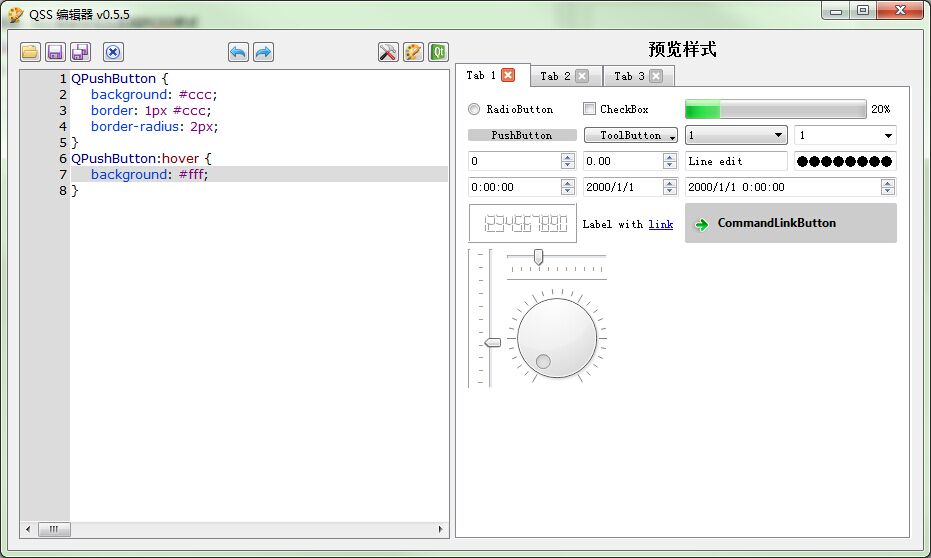 QSS 编辑器 v0.5.5
Qt
1 QPushButton {
2 background: #ccc;
3 border: 1px #ccc;
4 border-radius: 2px;
5 }
6 QPushButton:hover {
7 background: #fff;
8 }
预览样式
Tab 1 Tab 2 Tab 3
RadioButton CheckBox 20%
PushButton ToolButton 1 1
0 0.00 Line edit
0:00:00 2000/1/1 2000/1/1 0:00:00
1234567890 Label with link CommandLinkButton